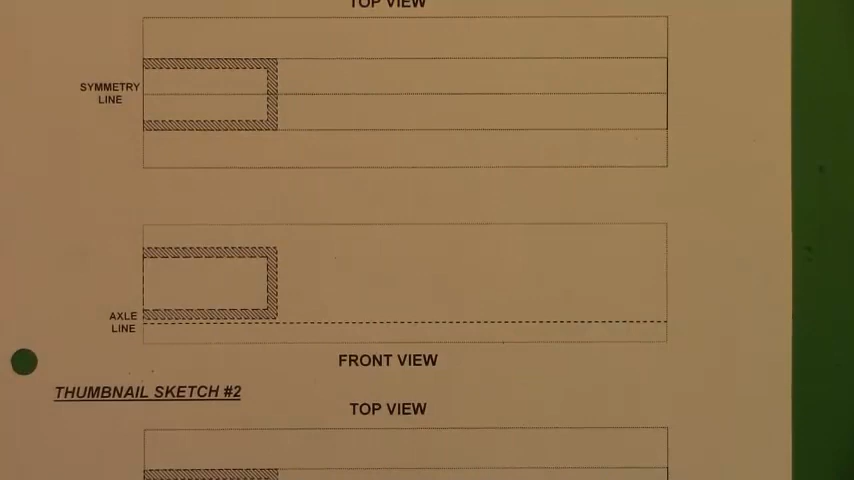 TOP VIEW
SYMMETRY
LINE
AXLE
LINE
FRONT VIEW
THUMBNAIL SKETCH #2
TOP VIEW